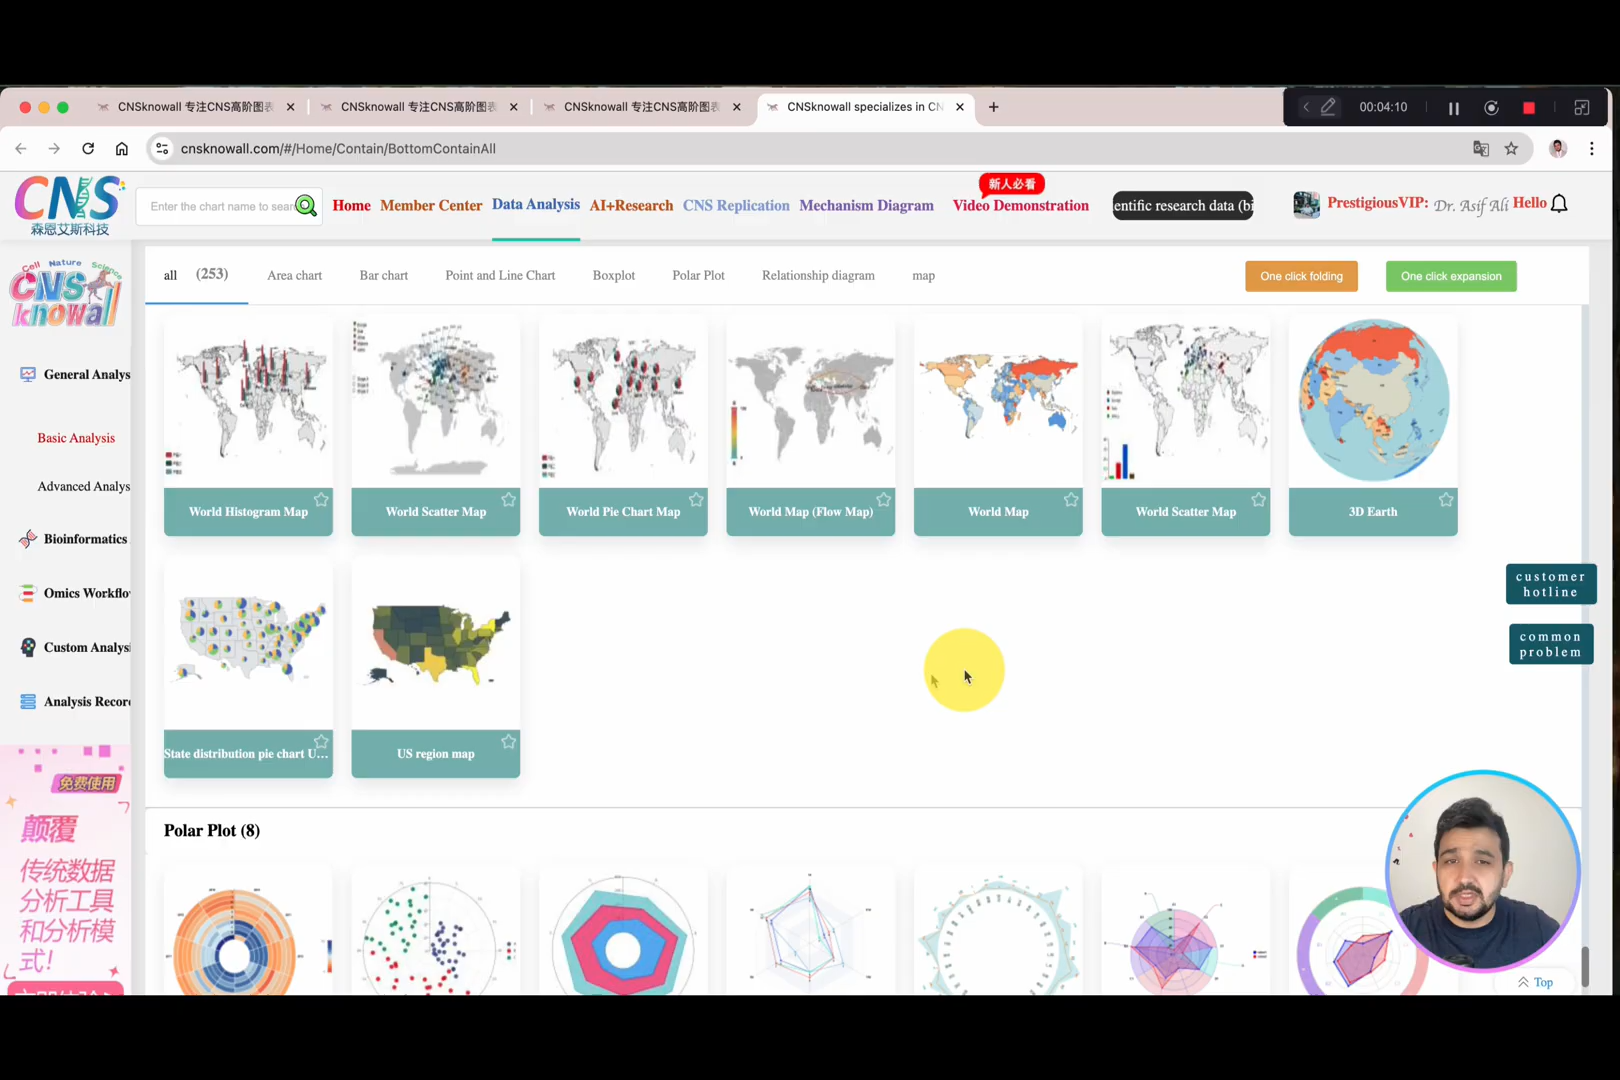 CNSknowall 专注CNS高阶图表
CNSknowall 专注CNS高阶图表
CNSknowall 专注CNS高阶图表
CNSknowall specializes in CN
00:04:10
cnsknowall.com/#/Home/Contain/BottomContainAll
CNS
森恩艾斯科技
Enter the chart name to sear
Home
Member Center
Data Analysis
AI+Research
CNS Replication
Mechanism Diagram
新人必看
Video Demonstration
entific research data (bi
PrestigiousVIP:
Dr. Asif Ali
Hello
Cell Nature Science
CNS
knowall
all (253)
Area chart
Bar chart
Point and Line Chart
Boxplot
Polar Plot
Relationship diagram
map
One click folding
One click expansion
General Analys
Basic Analysis
Advanced Analys
Bioinformatics
Omics Workflo
Custom Analysi
Analysis Recor
World Histogram Map
World Scatter Map
World Pie Chart Map
World Map (Flow Map)
World Map
World Scatter Map
3D Earth
State distribution pie chart U...
US region map
customer
hotline
common
problem
Polar Plot (8)
免费使用
颠覆
传统数据
分析工具
和分析模
式!
Top